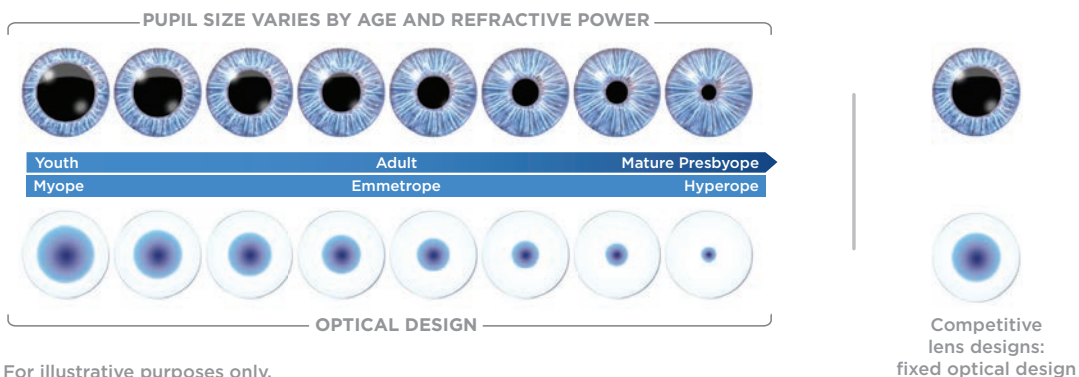 PUPIL SIZE VARIES BY AGE AND REFRACTIVE POWER
Youth Adult Mature Presbyope
Myope Emmetrope Hyperope
OPTICAL DESIGN
Competitive
lens designs:
fixed optical design
For illustrative purposes only.